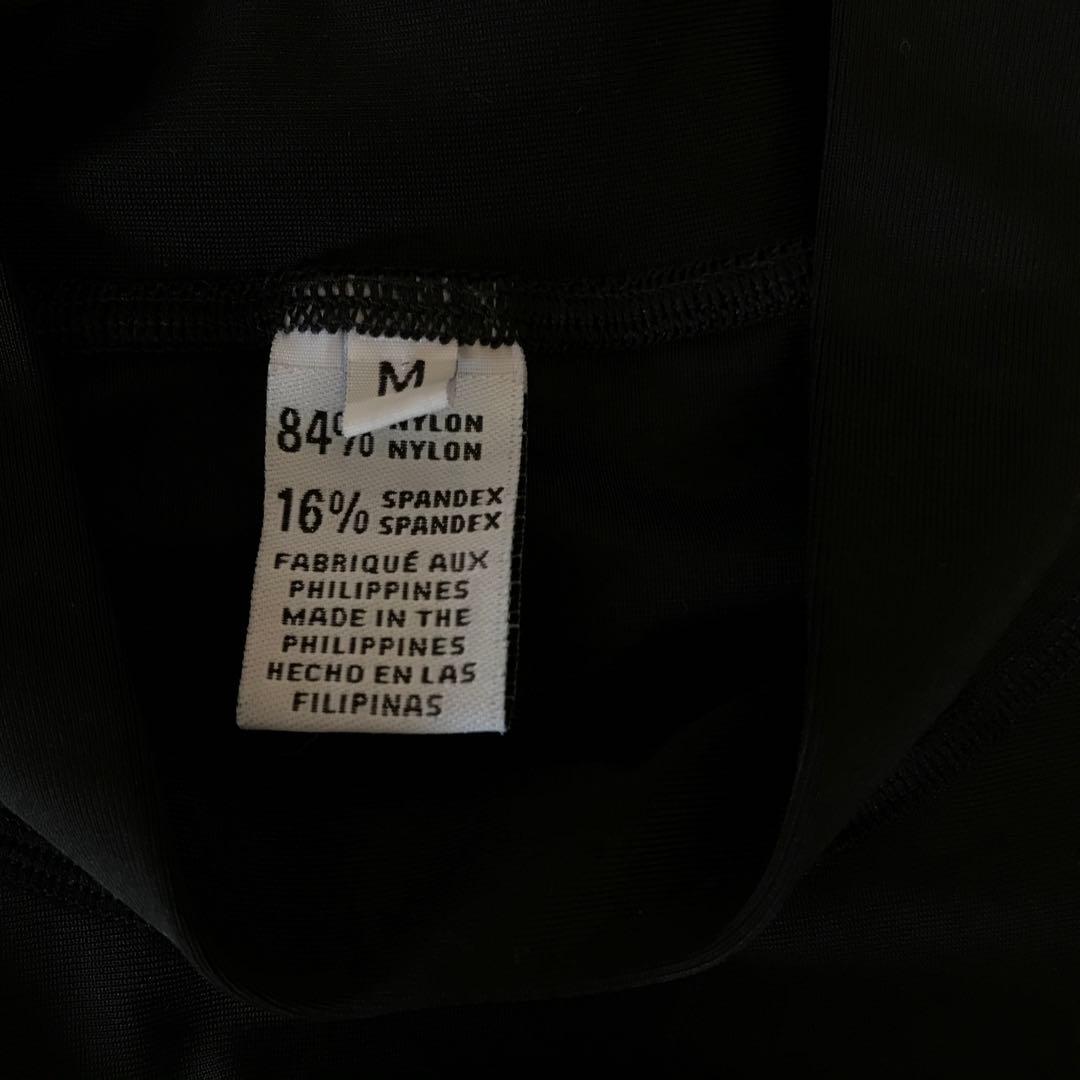 M
84% NYLON
NYLON
16% SPANDEX
SPANDEX
FABRIQUÉ AUX
PHILIPPINES
MADE IN THE
PHILIPPINES
HECHO EN LAS
FILIPINAS